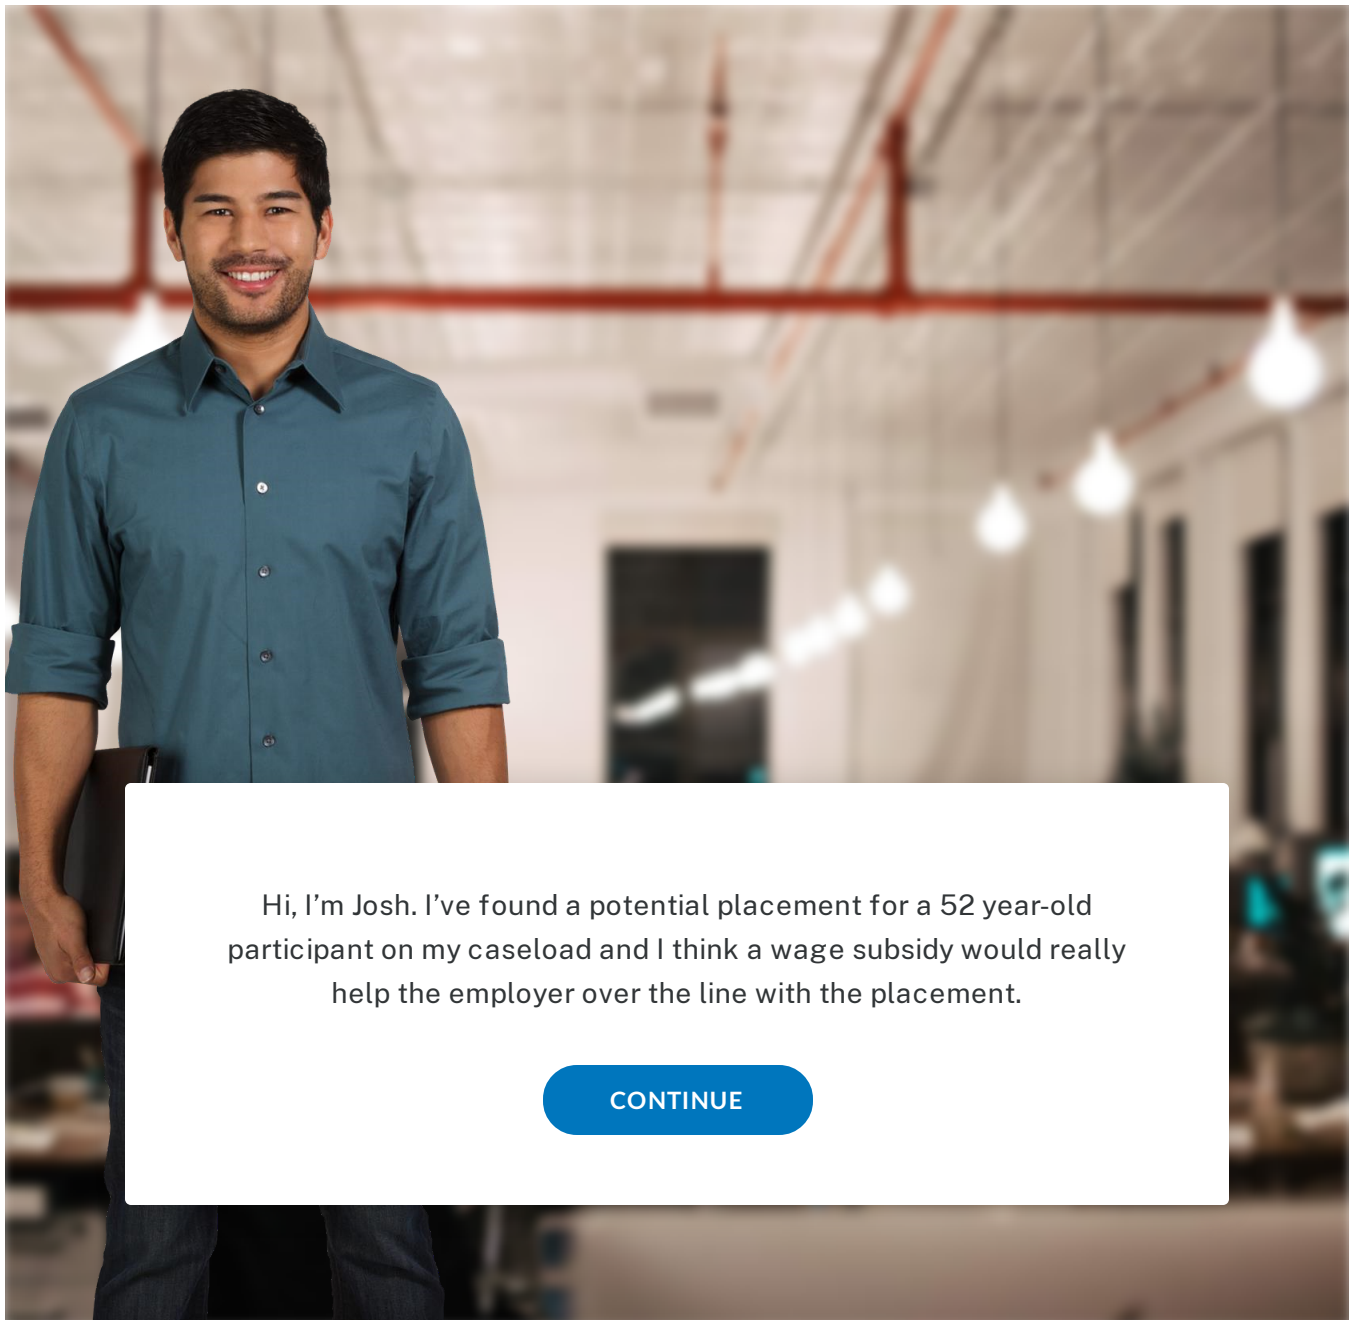 Hi, I’m Josh. I’ve found a potential placement for a 52 year-old
participant on my caseload and I think a wage subsidy would really
help the employer over the line with the placement.
CONTINUE